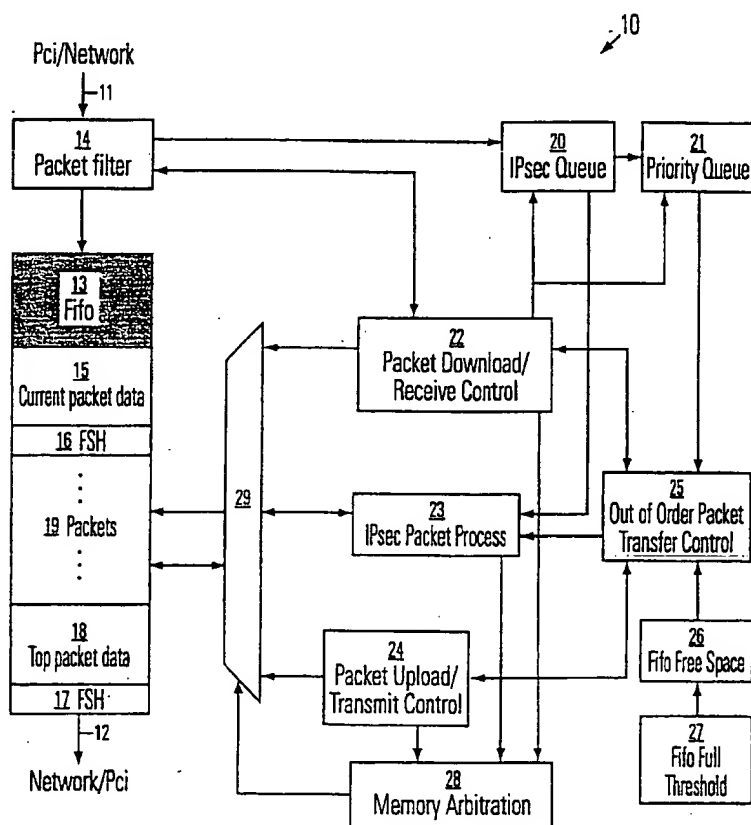 10
Pci/Network
11
14
Packet filter
20
IPsec Queue
21
Priority Queue
13
Fifo
22
Packet Download/
Receive Control
15
Current packet data
16 FSH
19 Packets
29
23
IPsec Packet Process
25
Out of Order Packet
Transfer Control
18
Top packet data
24
Packet Upload/
Transmit Control
26
Fifo Free Space
17 FSH
12
Network/Pci
27
Fifo Full
Threshold
28
Memory Arbitration